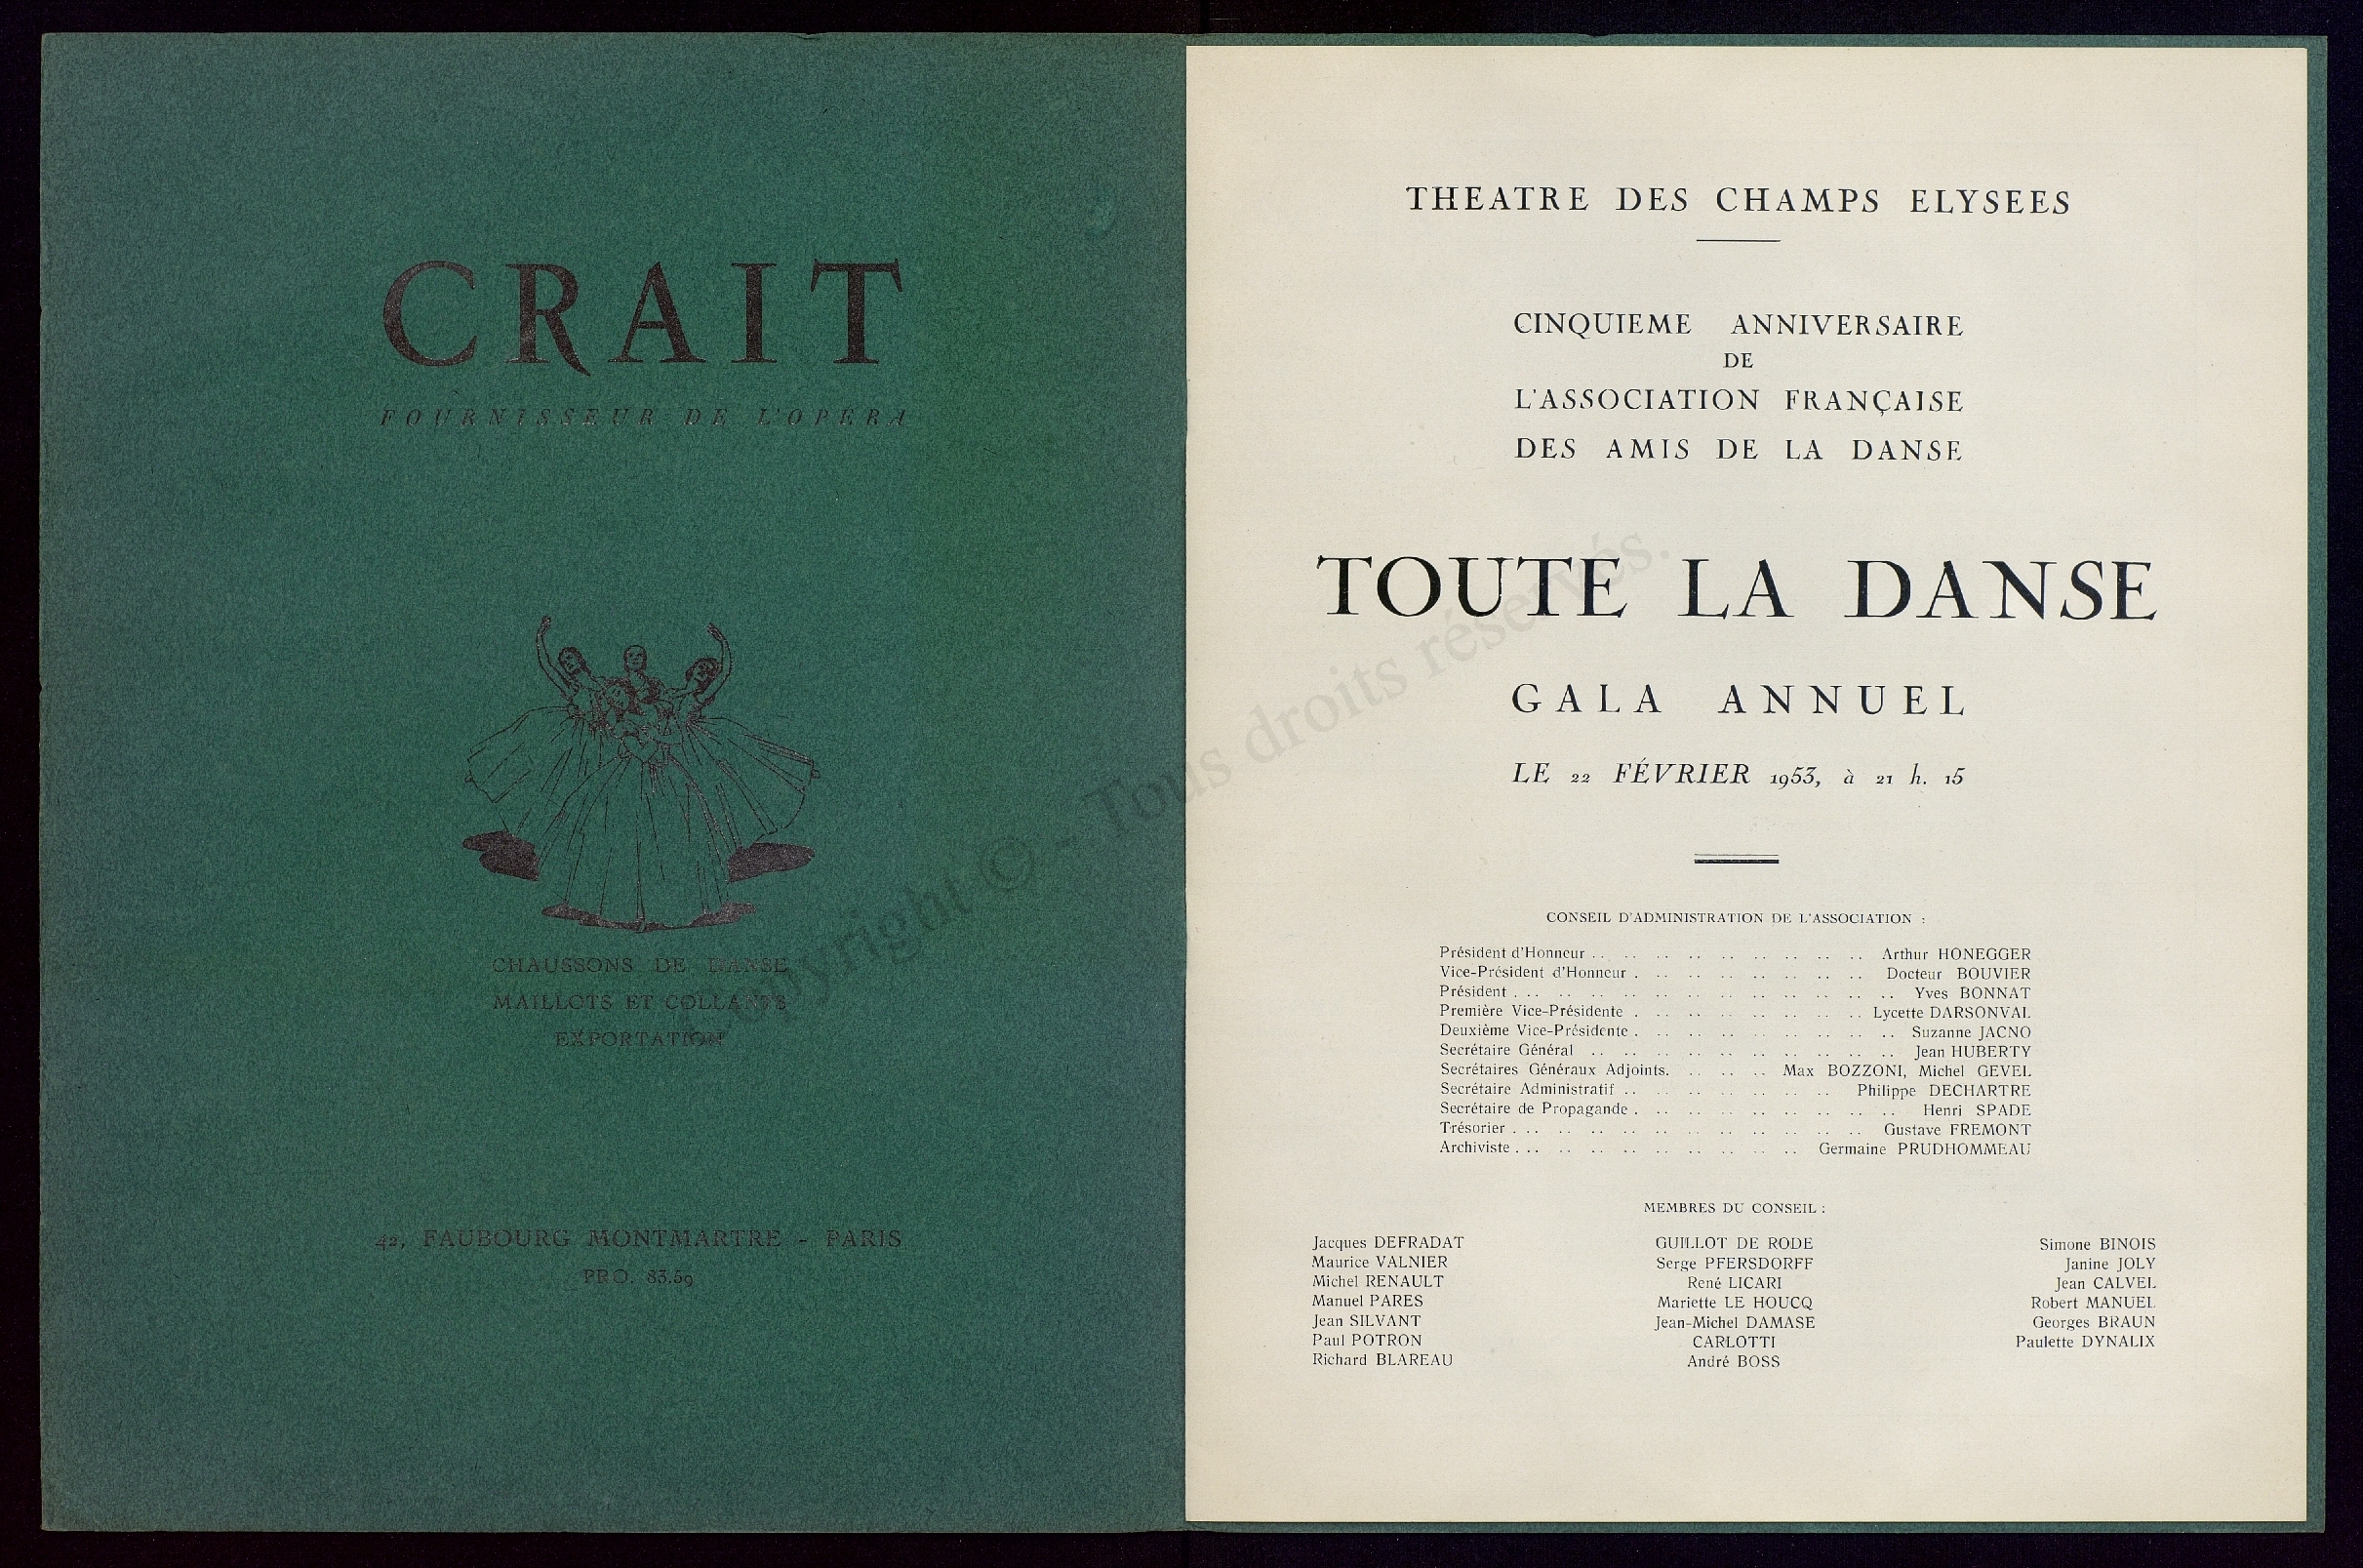 CRAIT
FOURNISSEUR DE L'OPERA
CHAUSSONS DE DANSE
MAILLOTS ET COLLANTS
EXPORTATION
42, FAUBOURG MONTMARTRE - PARIS
PRO. 83.59
THEATRE DES CHAMPS ELYSEES
CINQUIEME ANNIVERSAIRE
DE
L'ASSOCIATION FRANÇAISE
DES AMIS DE LA DANSE
TOUTE LA DANSE
GALA ANNUEL
LE 22 FÉVRIER 1953, à 21 h. 15
CONSEIL D'ADMINISTRATION DE L'ASSOCIATION :
Président d'Honneur . . . . . . . . . . . . . . . . . . Arthur HONEGGER
Vice-Président d'Honneur . . . . . . . . . . . . . . . Docteur BOUVIER
Président . . . . . . . . . . . . . . . . . . . . . . . . Yves BONNAT
Première Vice-Présidente . . . . . . . . . . . . . . . Lycette DARSONVAL
Deuxième Vice-Présidente . . . . . . . . . . . . . . . . . Suzanne JACNO
Secrétaire Général . . . . . . . . . . . . . . . . . . . . Jean HUBERTY
Secrétaires Généraux Adjoints. . . . . . . Max BOZZONI, Michel GEVEL
Secrétaire Administratif . . . . . . . . . . . . . . Philippe DECHARTRE
Secrétaire de Propagande . . . . . . . . . . . . . . . . . Henri SPADE
Trésorier . . . . . . . . . . . . . . . . . . . . . . . Gustave FREMONT
Archiviste . . . . . . . . . . . . . . . . . . . Germaine PRUDHOMMEAU
MEMBRES DU CONSEIL :
Jacques DEFRADAT
Maurice VALNIER
Michel RENAULT
Manuel PARES
Jean SILVANT
Paul POTRON
Richard BLAREAU
GUILLOT DE RODE
Serge PFERSDORFF
René LICARI
Mariette LE HOUCQ
Jean-Michel DAMASE
CARLOTTI
André BOSS
Simone BINOIS
Janine JOLY
Jean CALVEL
Robert MANUEL
Georges BRAUN
Paulette DYNALIX
Copyright © - Tous droits réservés.